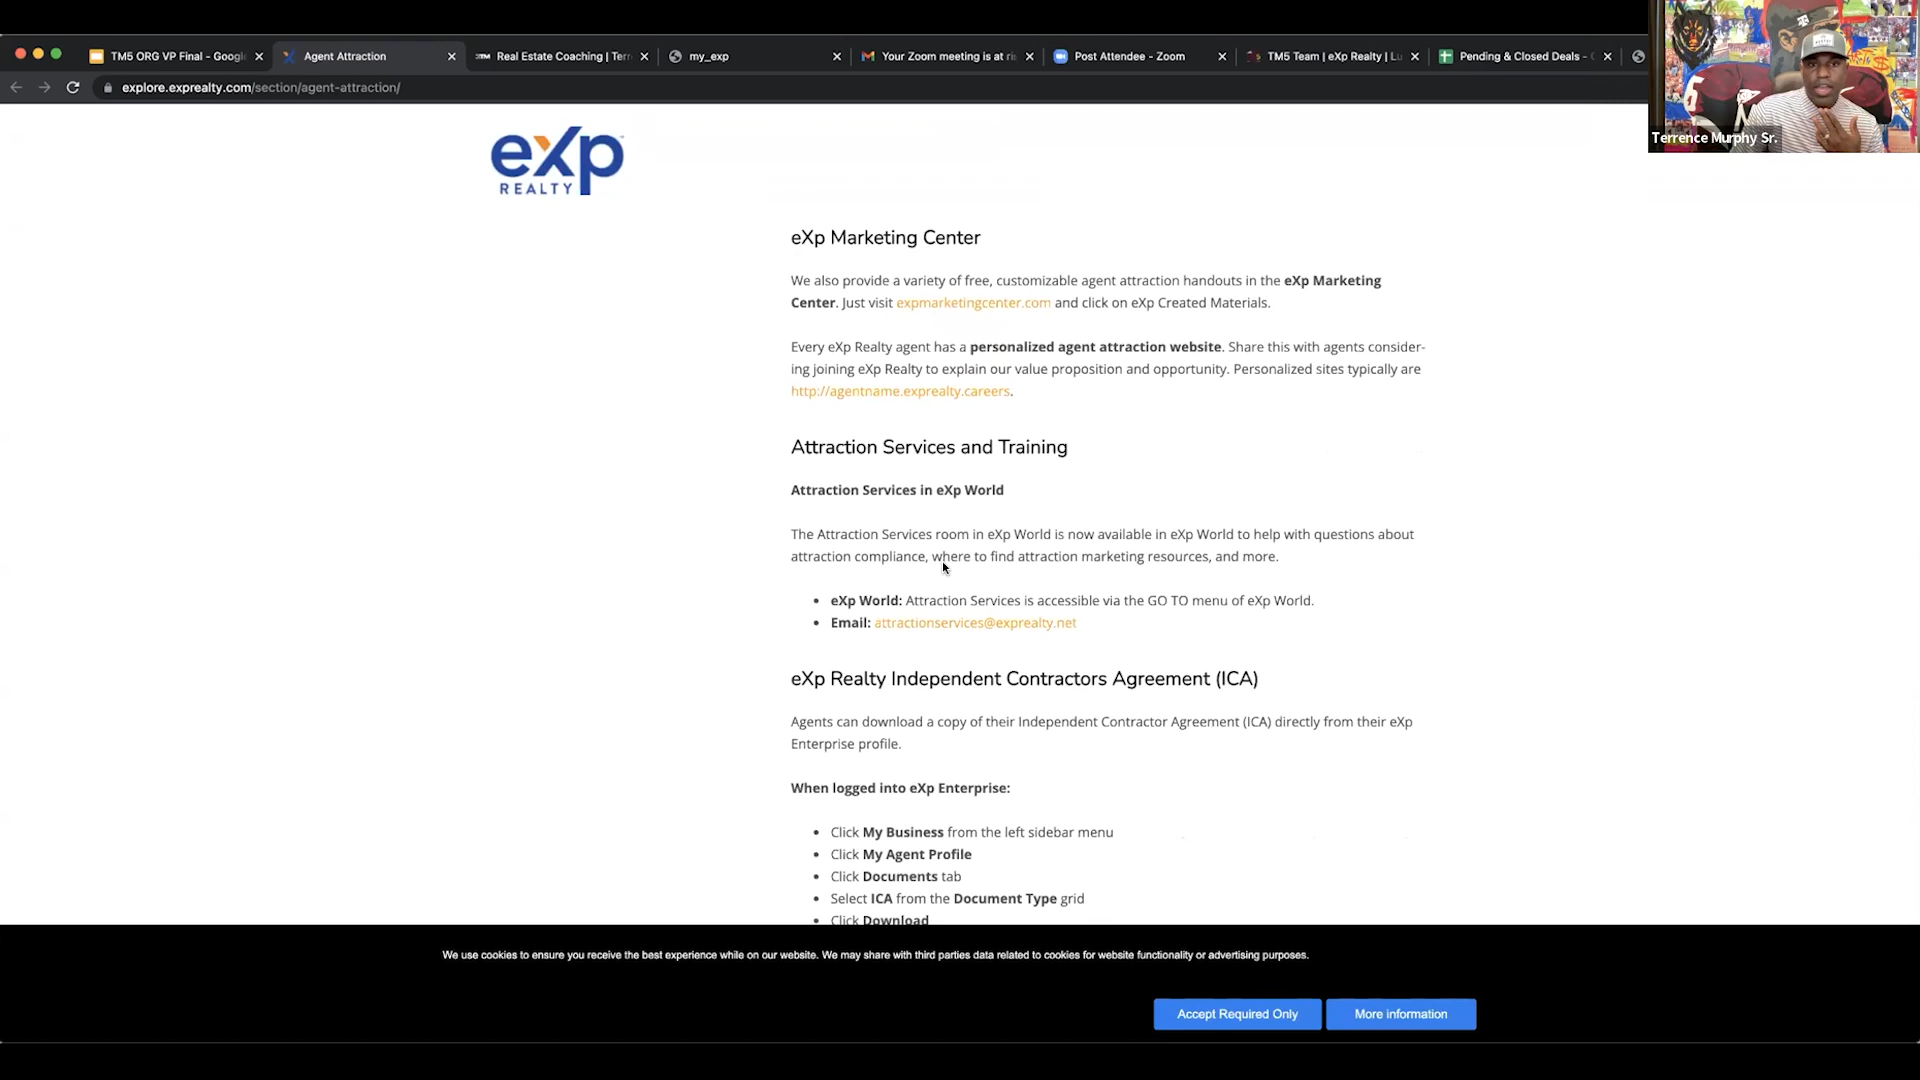 TM5 ORG VP Final - Googl
Agent Attraction
Real Estate Coaching | Terr
my_exp
Your Zoom meeting is at ri
Post Attendee - Zoom
TM5 Team | eXp Realty | Lu
Pending & Closed Deals -
explore.exprealty.com/section/agent-attraction/
Terrence Murphy Sr.
eXp
REALTY
eXp Marketing Center
We also provide a variety of free, customizable agent attraction handouts in the eXp Marketing
Center. Just visit expmarketingcenter.com and click on eXp Created Materials.
Every eXp Realty agent has a personalized agent attraction website. Share this with agents consider-
ing joining eXp Realty to explain our value proposition and opportunity. Personalized sites typically are
http://agentname.exprealty.careers.
Attraction Services and Training
Attraction Services in eXp World
The Attraction Services room in eXp World is now available in eXp World to help with questions about
attraction compliance, where to find attraction marketing resources, and more.
• eXp World: Attraction Services is accessible via the GO TO menu of eXp World.
• Email: attractionservices@exprealty.net
eXp Realty Independent Contractors Agreement (ICA)
Agents can download a copy of their Independent Contractor Agreement (ICA) directly from their eXp
Enterprise profile.
When logged into eXp Enterprise:
• Click My Business from the left sidebar menu
• Click My Agent Profile
• Click Documents tab
• Select ICA from the Document Type grid
• Click Download
We use cookies to ensure you receive the best experience while on our website. We may share with third parties data related to cookies for website functionality or advertising purposes.
Accept Required Only
More information